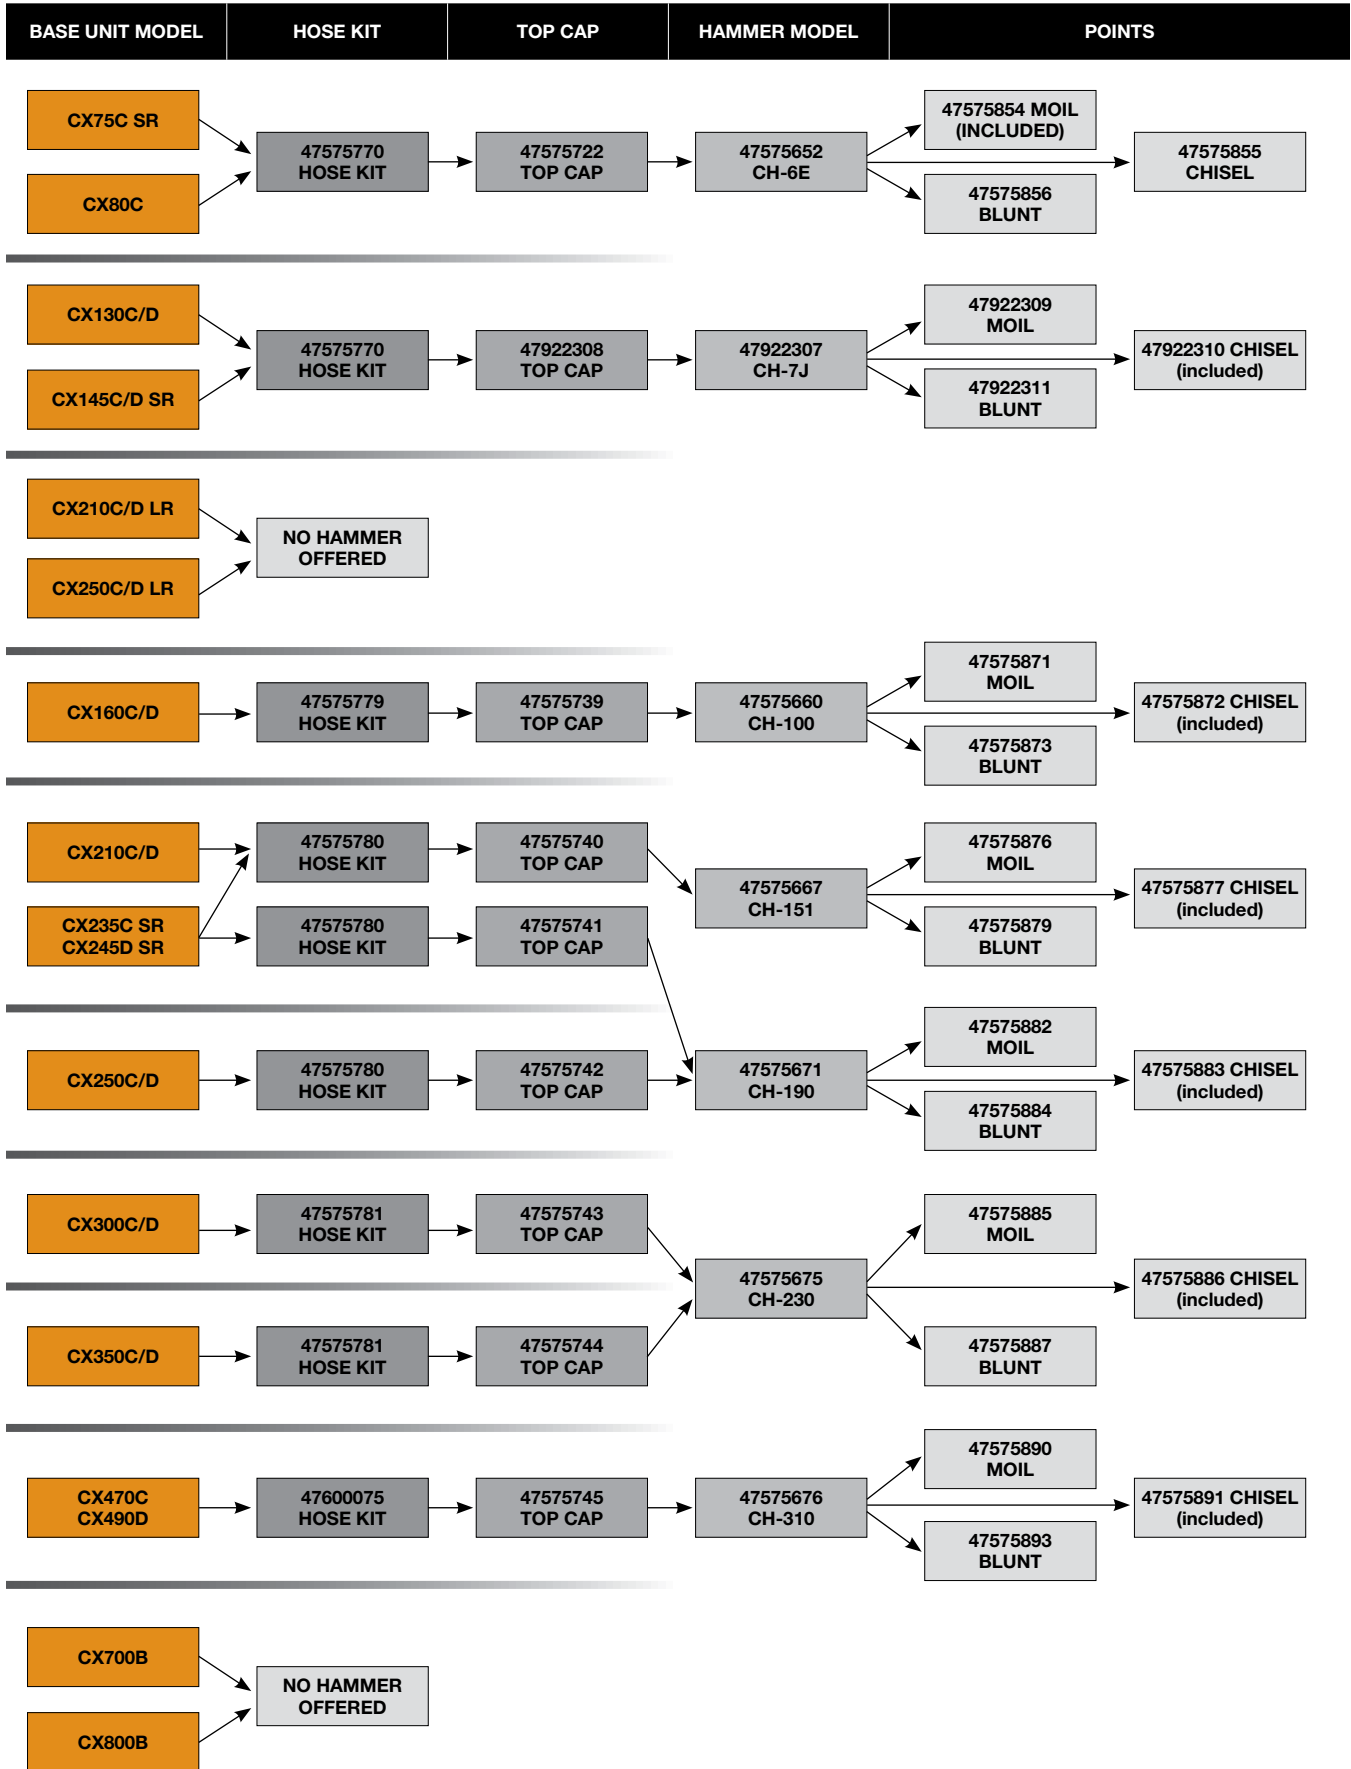 BASE UNIT MODEL
HOSE KIT
TOP CAP
HAMMER MODEL
POINTS
CX75C SR
CX80C
47575770
HOSE KIT
47575722
TOP CAP
47575652
CH-6E
47575854 MOIL
(INCLUDED)
47575856
BLUNT
47575855
CHISEL
CX130C/D
CX145C/D SR
47575770
HOSE KIT
47922308
TOP CAP
47922307
CH-7J
47922309
MOIL
47922311
BLUNT
47922310 CHISEL
(included)
CX210C/D LR
CX250C/D LR
NO HAMMER
OFFERED
CX160C/D
47575779
HOSE KIT
47575739
TOP CAP
47575660
CH-100
47575871
MOIL
47575873
BLUNT
47575872 CHISEL
(included)
CX210C/D
47575780
HOSE KIT
47575740
TOP CAP
CX235C SR
CX245D SR
47575780
HOSE KIT
47575741
TOP CAP
47575667
CH-151
47575876
MOIL
47575879
BLUNT
47575877 CHISEL
(included)
CX250C/D
47575780
HOSE KIT
47575742
TOP CAP
47575671
CH-190
47575882
MOIL
47575884
BLUNT
47575883 CHISEL
(included)
CX300C/D
47575781
HOSE KIT
47575743
TOP CAP
CX350C/D
47575781
HOSE KIT
47575744
TOP CAP
47575675
CH-230
47575885
MOIL
47575887
BLUNT
47575886 CHISEL
(included)
CX470C
CX490D
47600075
HOSE KIT
47575745
TOP CAP
47575676
CH-310
47575890
MOIL
47575893
BLUNT
47575891 CHISEL
(included)
CX700B
CX800B
NO HAMMER
OFFERED